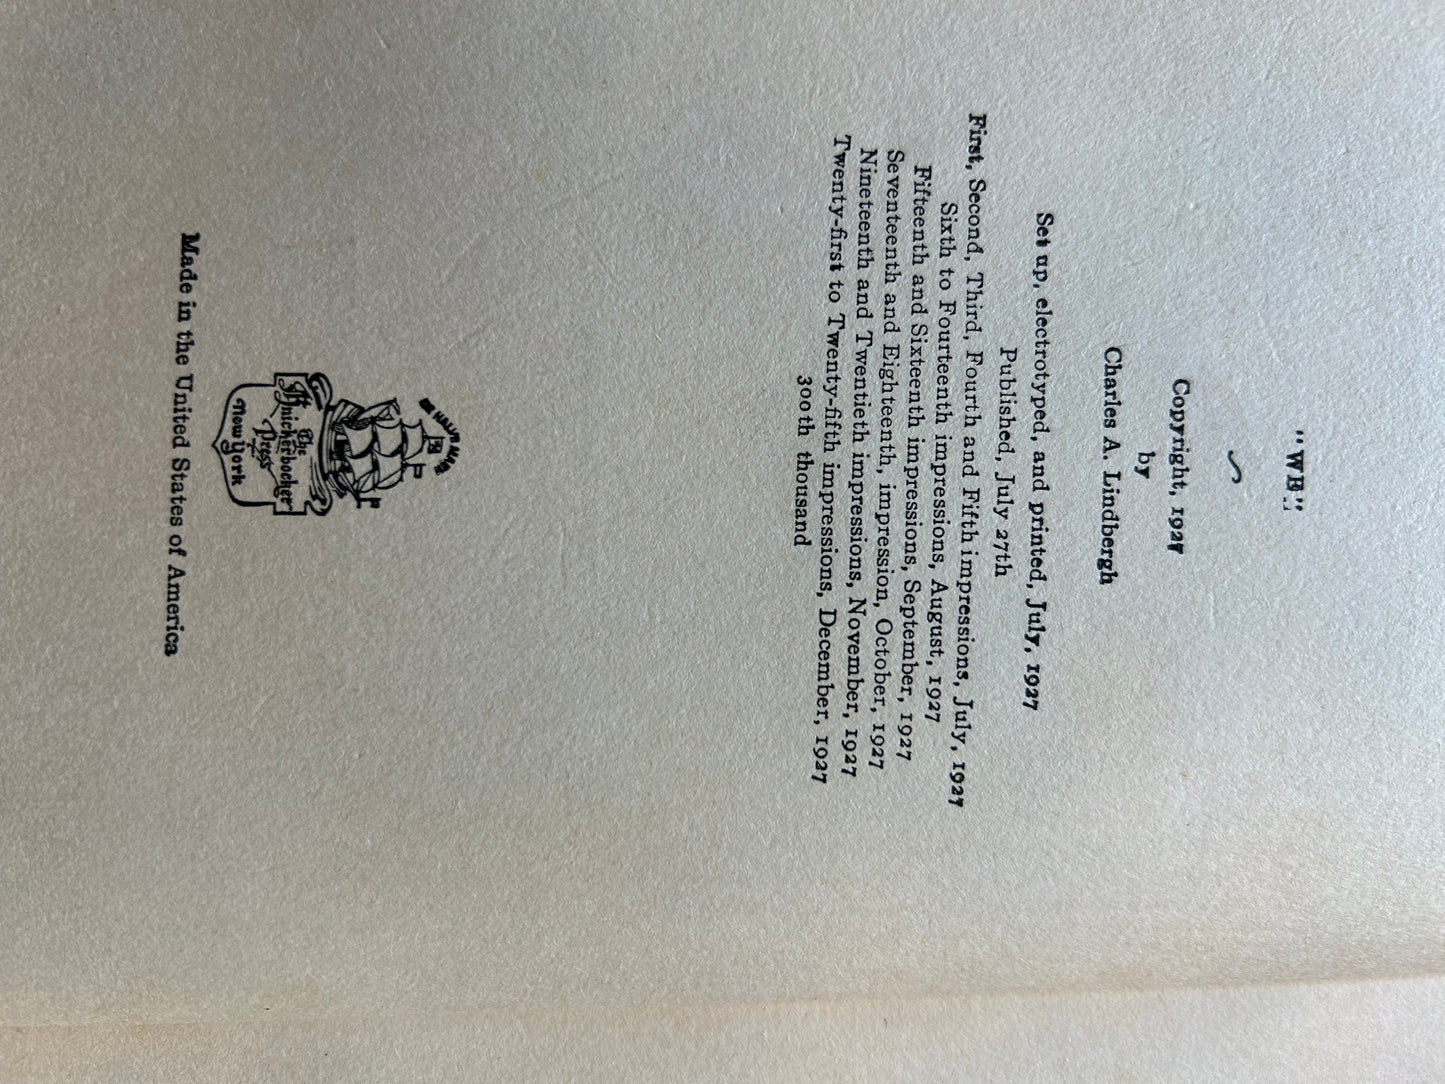 "WE"
Copyright, 1927
by
Charles A. Lindbergh
Set up, electrotyped, and printed, July, 1927
Published, July 27th
First, Second, Third, Fourth and Fifth impressions, July, 1927
Sixth to Fourteenth impressions, August, 1927
Fifteenth and Sixteenth impressions, September, 1927
Seventeenth and Eighteenth, impression, October, 1927
Nineteenth and Twentieth impressions, November, 1927
Twenty-first to Twenty-fifth impressions, December, 1927
300th thousand
The
Knickerbocker
Press
New York
Made in the United States of America